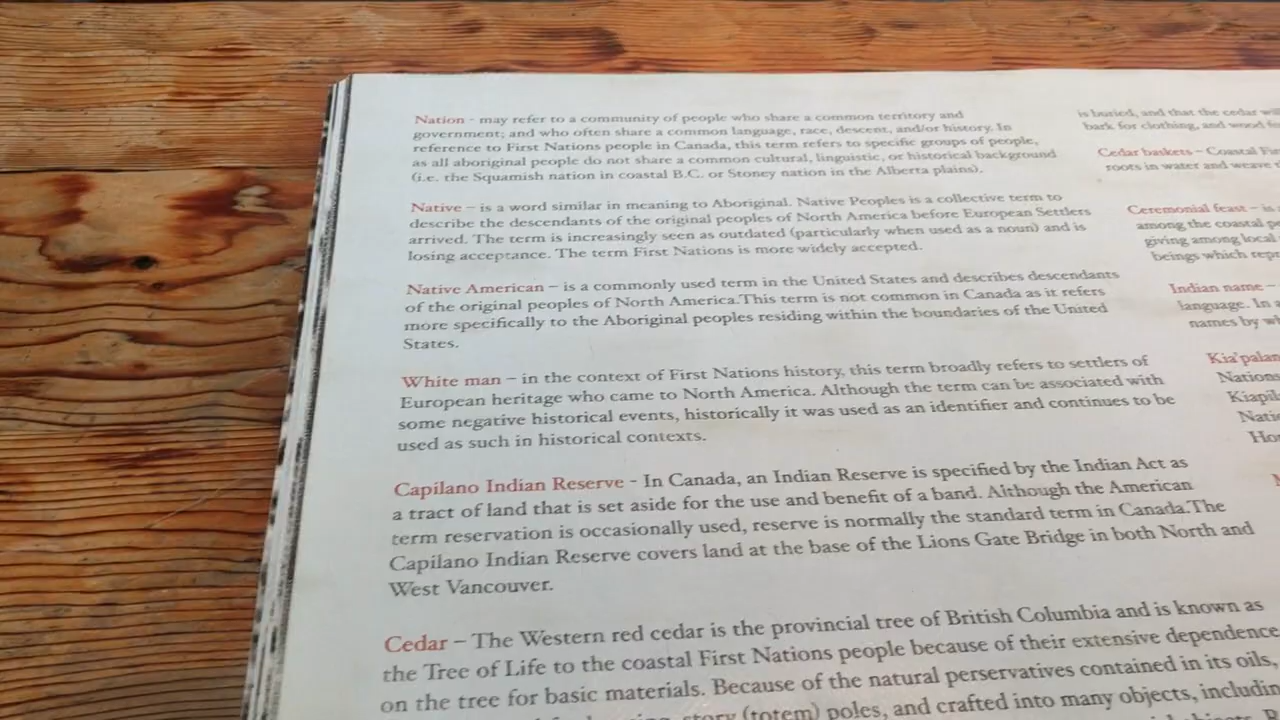 Nation - may refer to a community of people who share a common territory and
government; and who often share a common language, race, descent, and/or history. In
reference to First Nations people in Canada, this term refers to specific groups of people,
as all aboriginal people do not share a common cultural, linguistic, or historical background
(i.e. the Squamish nation in coastal B.C. or Stoney nation in the Alberta plains).
Native – is a word similar in meaning to Aboriginal. Native Peoples is a collective term to
describe the descendants of the original peoples of North America before European Settlers
arrived. The term is increasingly seen as outdated (particularly when used as a noun) and is
losing acceptance. The term First Nations is more widely accepted.
Native American – is a commonly used term in the United States and describes descendants
of the original peoples of North America.This term is not common in Canada as it refers
more specifically to the Aboriginal peoples residing within the boundaries of the United
States.
White man – in the context of First Nations history, this term broadly refers to settlers of
European heritage who came to North America. Although the term can be associated with
some negative historical events, historically it was used as an identifier and continues to be
used as such in historical contexts.
Capilano Indian Reserve - In Canada, an Indian Reserve is specified by the Indian Act as
a tract of land that is set aside for the use and benefit of a band. Although the American
term reservation is occasionally used, reserve is normally the standard term in Canada.The
Capilano Indian Reserve covers land at the base of the Lions Gate Bridge in both North and
West Vancouver.
Cedar – The Western red cedar is the provincial tree of British Columbia and is known as
the Tree of Life to the coastal First Nations people because of their extensive dependence
on the tree for basic materials. Because of the natural perservatives contained in its oils,
story (totem) poles, and crafted into many objects, includin
is buried, and that the cedar
bark for clothing, and wood
Cedar baskets – Coastal
roots in water and weave
Ceremonial feast – is
among the coastal
giving among local
beings which
Indian name –
language. In
names by
Nations